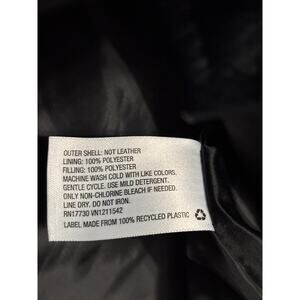 OUTER SHELL: NOT LEATHER
LINING: 100% POLYESTER
FILLING: 100% POLYESTER
MACHINE WASH COLD WITH LIKE COLORS.
GENTLE CYCLE. USE MILD DETERGENT.
ONLY NON-CHLORINE BLEACH IF NEEDED.
LINE DRY. DO NOT IRON.
RN17730 VN1211542
LABEL MADE FROM 100% RECYCLED PLASTIC